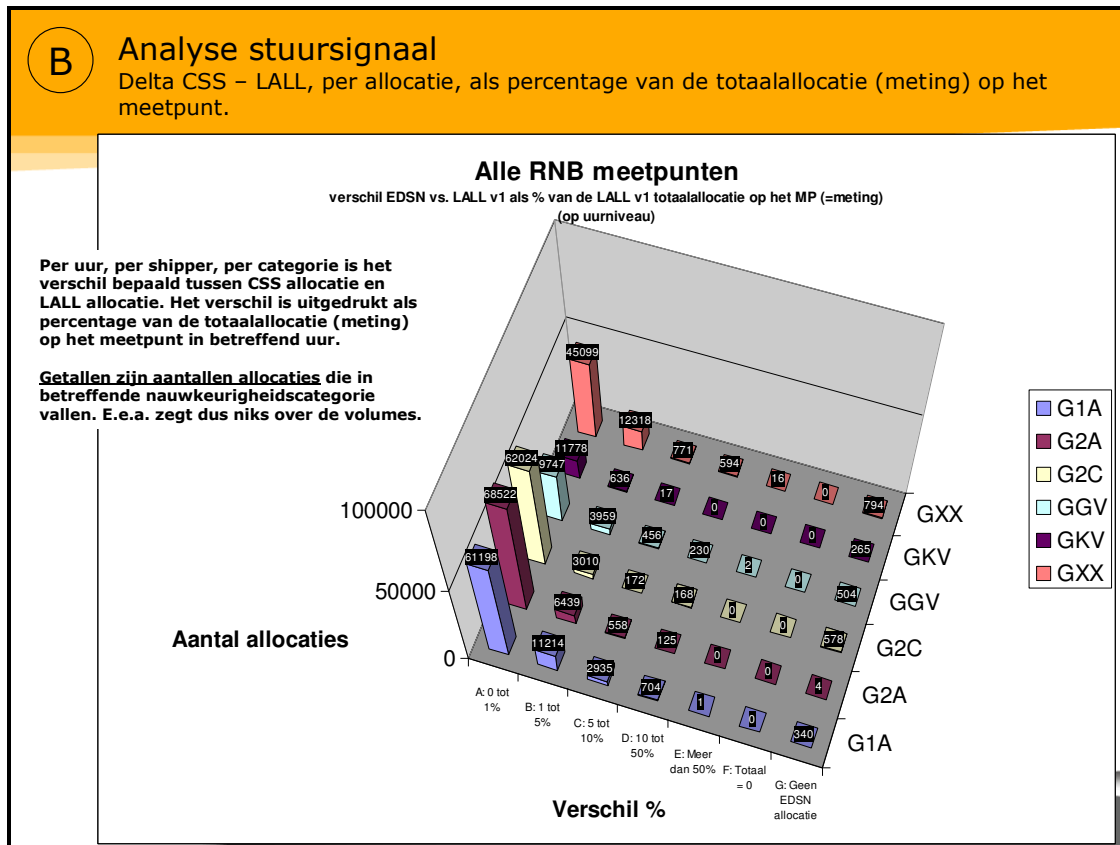 B
Analyse stuursignaal
Delta CSS – LALL, per allocatie, als percentage van de totaalallocatie (meting) op het
meetpunt.
Alle RNB meetpunten
verschil EDSN vs. LALL v1 als % van de LALL v1 totaalallocatie op het MP (=meting)
(op uurniveau)
Per uur, per shipper, per categorie is het
verschil bepaald tussen CSS allocatie en
LALL allocatie. Het verschil is uitgedrukt als
percentage van de totaalallocatie (meting)
op het meetpunt in betreffend uur.
Getallen zijn aantallen allocaties die in
betreffende nauwkeurigheidscategorie
vallen. E.e.a. zegt dus niks over de volumes.
45099
12318
771
594
16
0
794
11778
636
17
0
0
0
265
9747
3959
456
230
2
0
504
62024
3010
172
168
0
0
578
68522
6439
558
125
0
0
4
61198
11214
2935
704
1
0
340
100000
50000
0
Aantal allocaties
A: 0 tot
1%
B: 1 tot
5%
C: 5 tot
10%
D: 10 tot
50%
E: Meer
dan 50%
F: Totaal
= 0
G: Geen
EDSN
allocatie
Verschil %
GXX
GKV
GGV
G2C
G2A
G1A
G1A
G2A
G2C
GGV
GKV
GXX